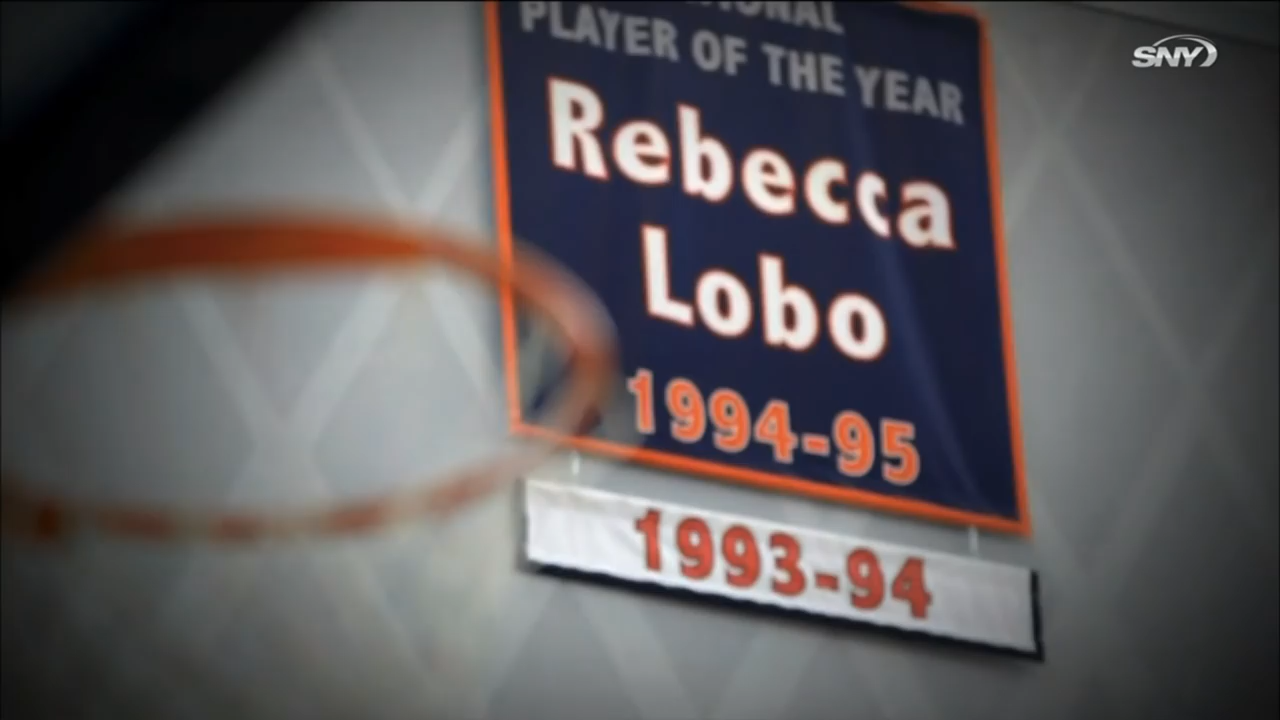 PLAYER OF THE YEAR
Rebecca
Lobo
1994-95
1993-94
SNY